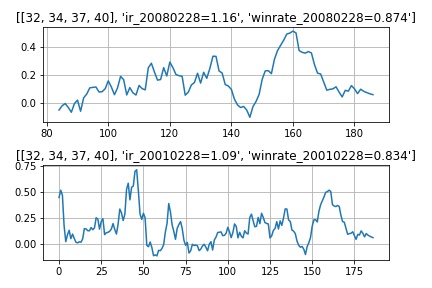 [[32, 34, 37, 40], 'ir_20080228=1.16', 'winrate_20080228=0.874']
0.4
0.2
0.0
80 100 120 140 160 180
[[32, 34, 37, 40], 'ir_20010228=1.09', 'winrate_20010228=0.834']
0.75
0.50
0.25
0.00
0 25 50 75 100 125 150 175